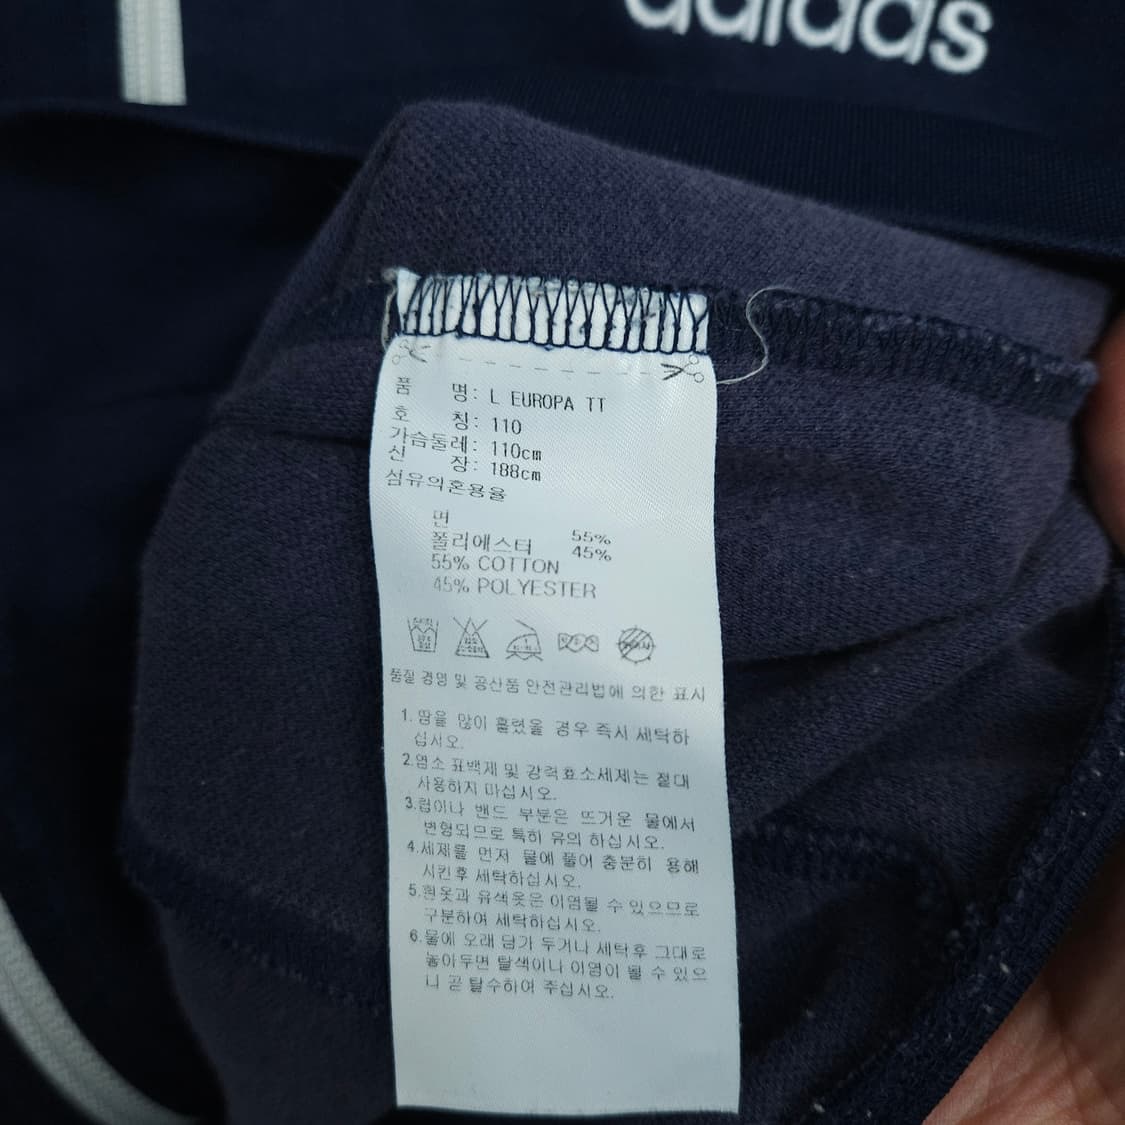 adidas
품 명: L EUROPA TT
호 칭: 110
가슴둘레: 110cm
신 장: 188cm
섬유의혼용율
면 55%
폴리에스터 45%
55% COTTON
45% POLYESTER
품질 경영 및 공산품 안전관리법에 의한 표시
1. 땀을 많이 흘렸을 경우 즉시 세탁하
십시오.
2.염소 표백제 및 강력효소세제는 절대
사용하지 마십시오.
3.컵이나 밴드 부분은 뜨거운 물에서
변형되므로 특히 유의 하십시오.
4.세제를 먼저 물에 풀어 충분히 용해
시킨후 세탁하십시오.
5.흰옷과 유색옷은 이염될 수 있으므로
구분하여 세탁하십시오.
6.물에 오래 담가 두거나 세탁후 그대로
놓아두면 탈색이나 이염이 될 수 있으
니 곧 탈수하여 주십시오.